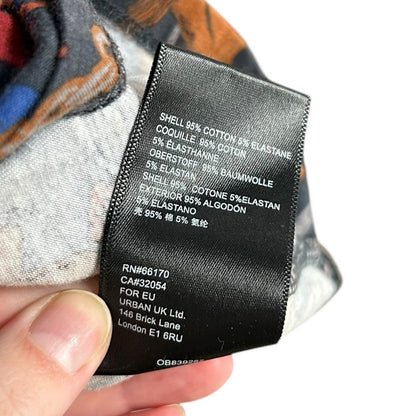 SHELL 95% COTTON 5% ELASTANE
COQUILLE 95% COTON
5% ÉLASTHANNE
OBERSTOFF 95% BAUMWOLLE
5% ELASTAN
SHELL 95% COTONE 5%ELASTAN
EXTERIOR 95% ALGODÓN
5% ELASTANO
壳 95% 棉 5% 氨纶
RN#66170
CA#32054
FOR EU
URBAN UK Ltd.
146 Brick Lane
London E1 6RU